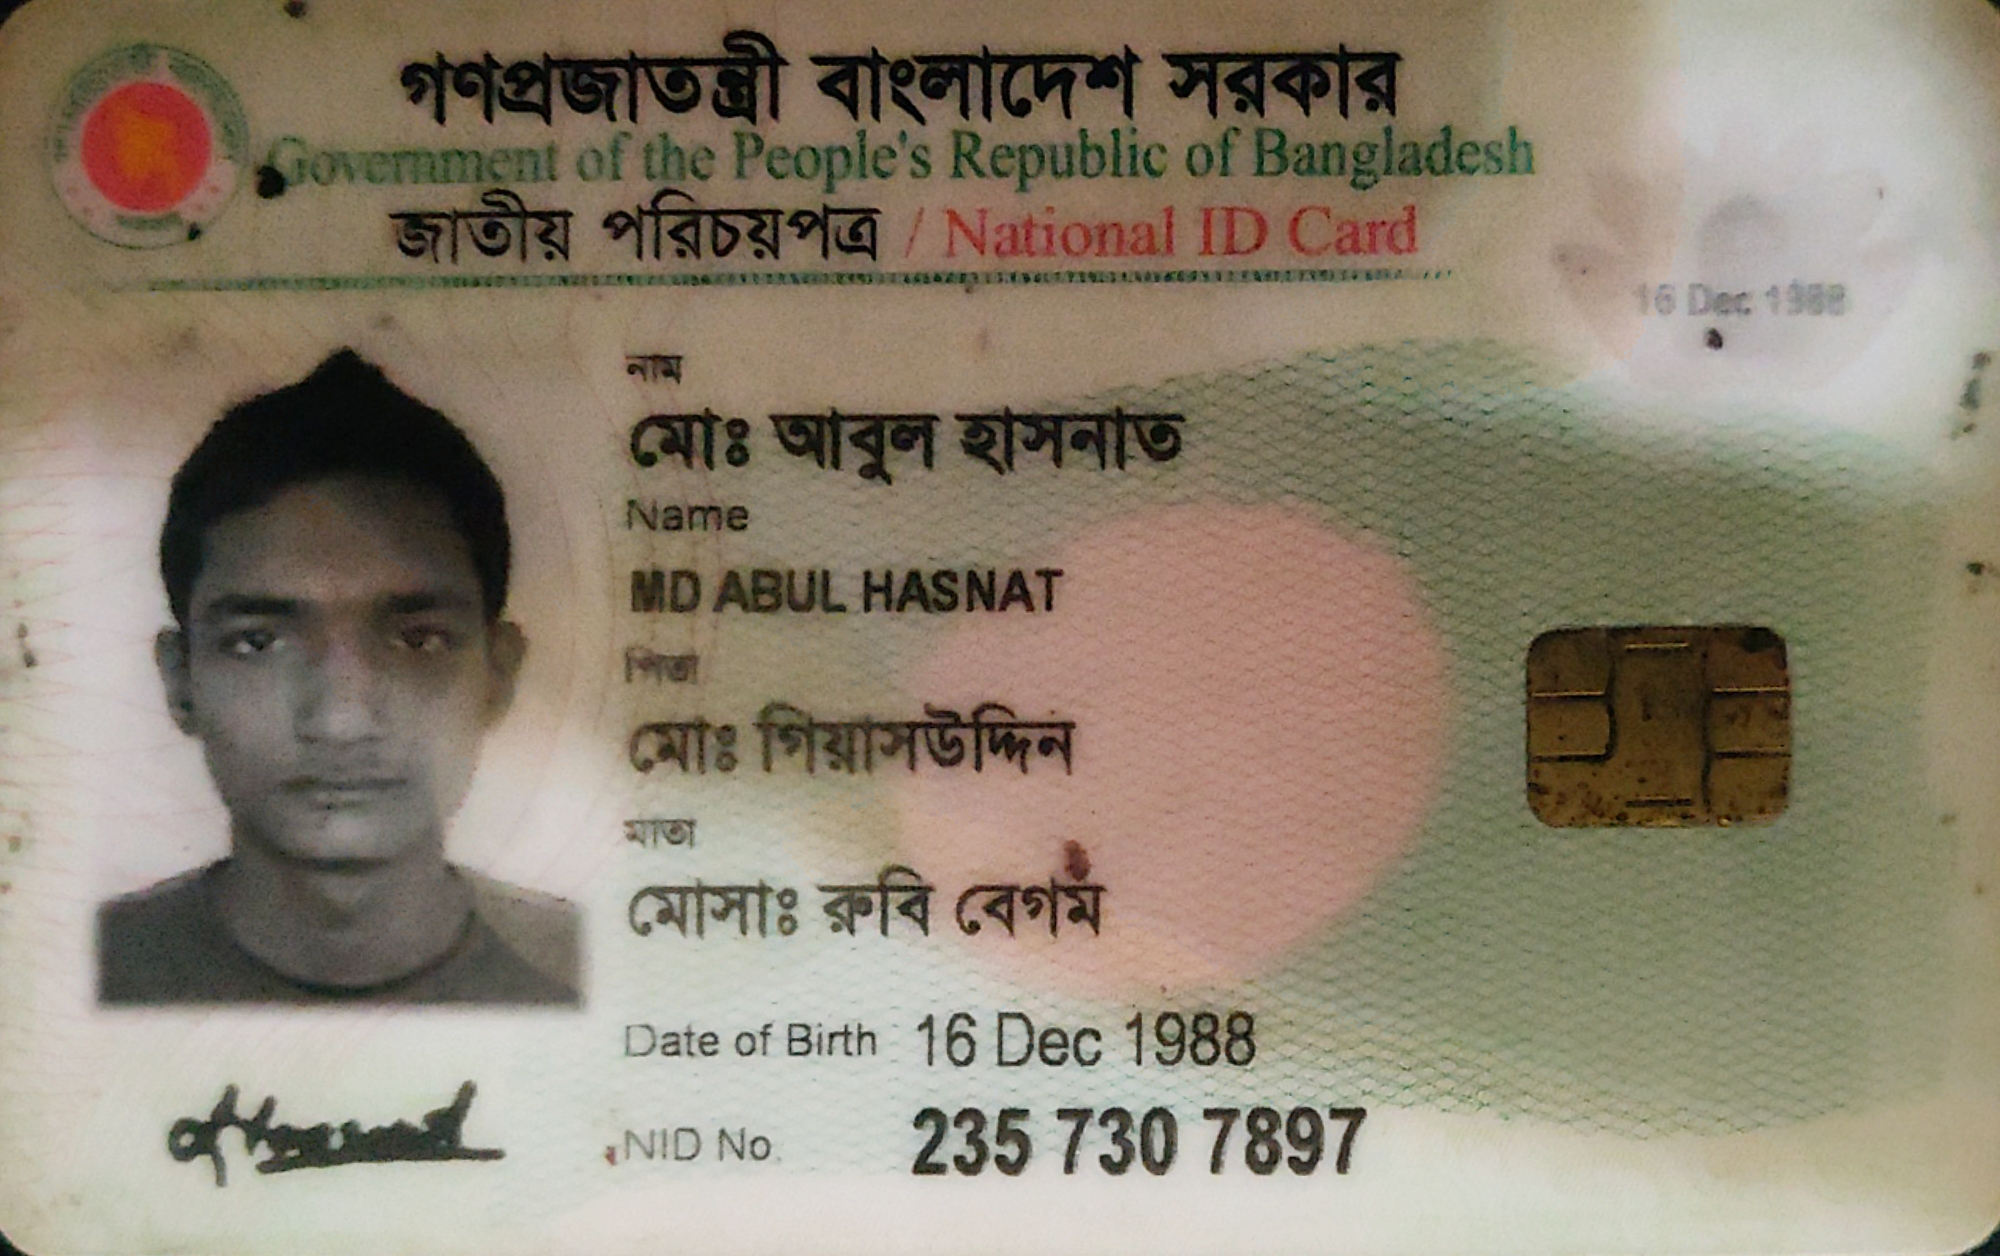 গণপ্রজাতন্ত্রী বাংলাদেশ সরকার
Government of the People's Republic of Bangladesh
জাতীয় পরিচয়পত্র / National ID Card
16 Dec 1988
নাম
মোঃ আবুল হাসনাত
Name
MD ABUL HASNAT
পিতা
মোঃ গিয়াসউদ্দিন
মাতা
মোসাঃ রুবি বেগম
Date of Birth 16 Dec 1988
NID No. 235 730 7897